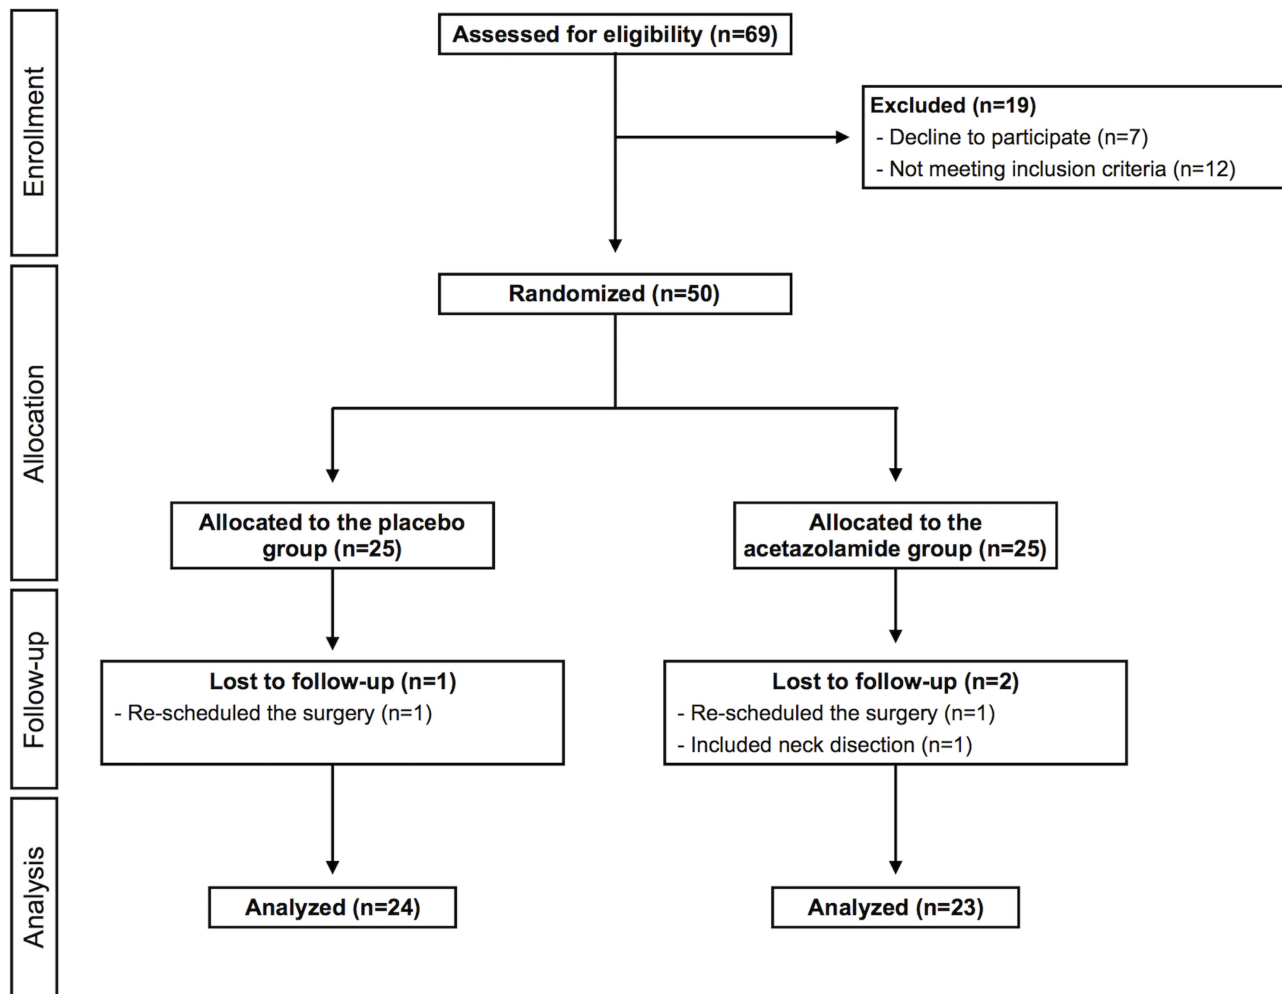 Enrollment
Assessed for eligibility (n=69)
Excluded (n=19)
- Decline to participate (n=7)
- Not meeting inclusion criteria (n=12)
Allocation
Randomized (n=50)
Allocated to the placebo
group (n=25)
Allocated to the
acetazolamide group (n=25)
Follow-up
Lost to follow-up (n=1)
- Re-scheduled the surgery (n=1)
Lost to follow-up (n=2)
- Re-scheduled the surgery (n=1)
- Included neck disection (n=1)
Analysis
Analyzed (n=24)
Analyzed (n=23)